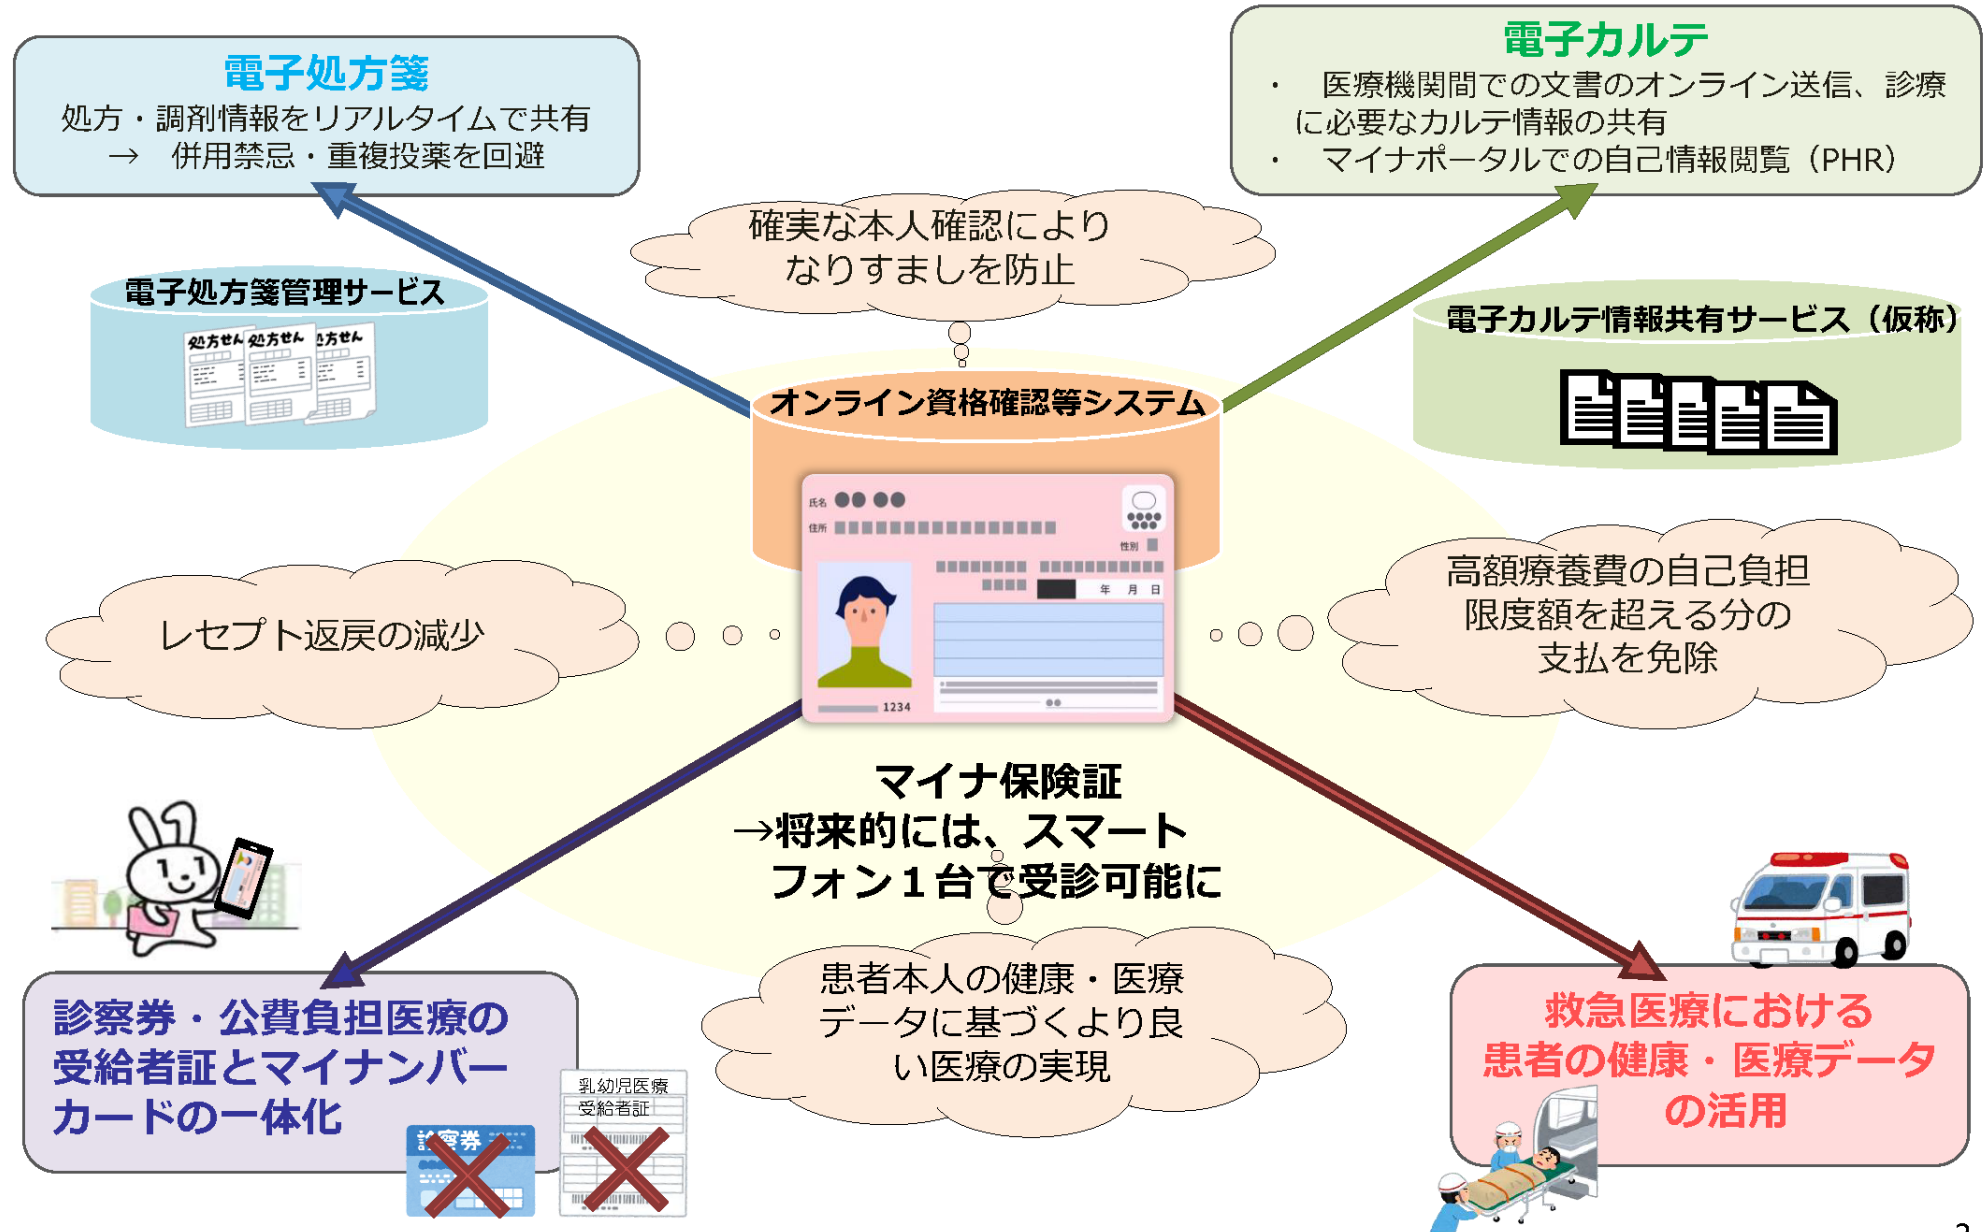 電子処方箋
処方・調剤情報をリアルタイムで共有
→　併用禁忌・重複投薬を回避
電子カルテ
・　医療機関間での文書のオンライン送信、診療
に必要なカルテ情報の共有
・　マイナポータルでの自己情報閲覧（PHR）
確実な本人確認により
なりすましを防止
電子処方箋管理サービス
処方せん
処方せん
処方せん
電子カルテ情報共有サービス（仮称）
オンライン資格確認等システム
氏名
住所
性別
年 月 日
1234
レセプト返戻の減少
高額療養費の自己負担
限度額を超える分の
支払を免除
マイナ保険証
→将来的には、スマート
フォン１台で受診可能に
患者本人の健康・医療
データに基づくより良
い医療の実現
診察券・公費負担医療の
受給者証とマイナンバー
カードの一体化
診察券
乳幼児医療
受給者証
救急医療における
患者の健康・医療データ
の活用